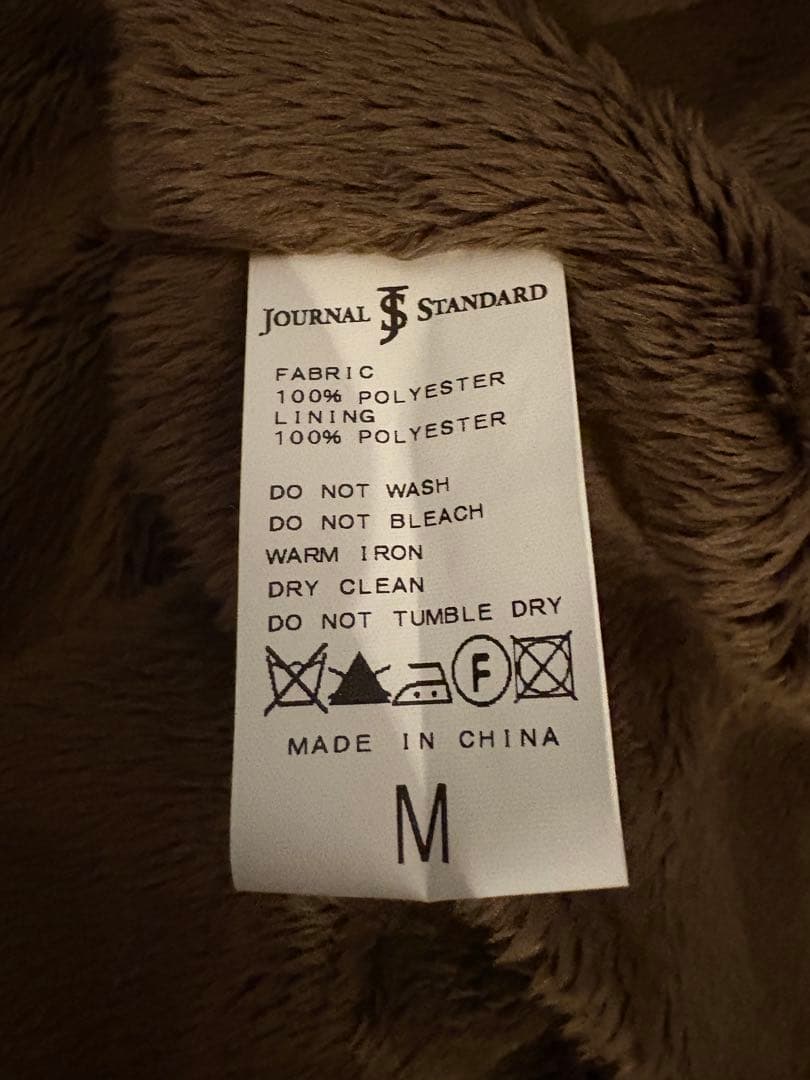 JOURNAL JS STANDARD
FABRIC
100% POLYESTER
LINING
100% POLYESTER
DO NOT WASH
DO NOT BLEACH
WARM IRON
DRY CLEAN
DO NOT TUMBLE DRY
F
MADE IN CHINA
M